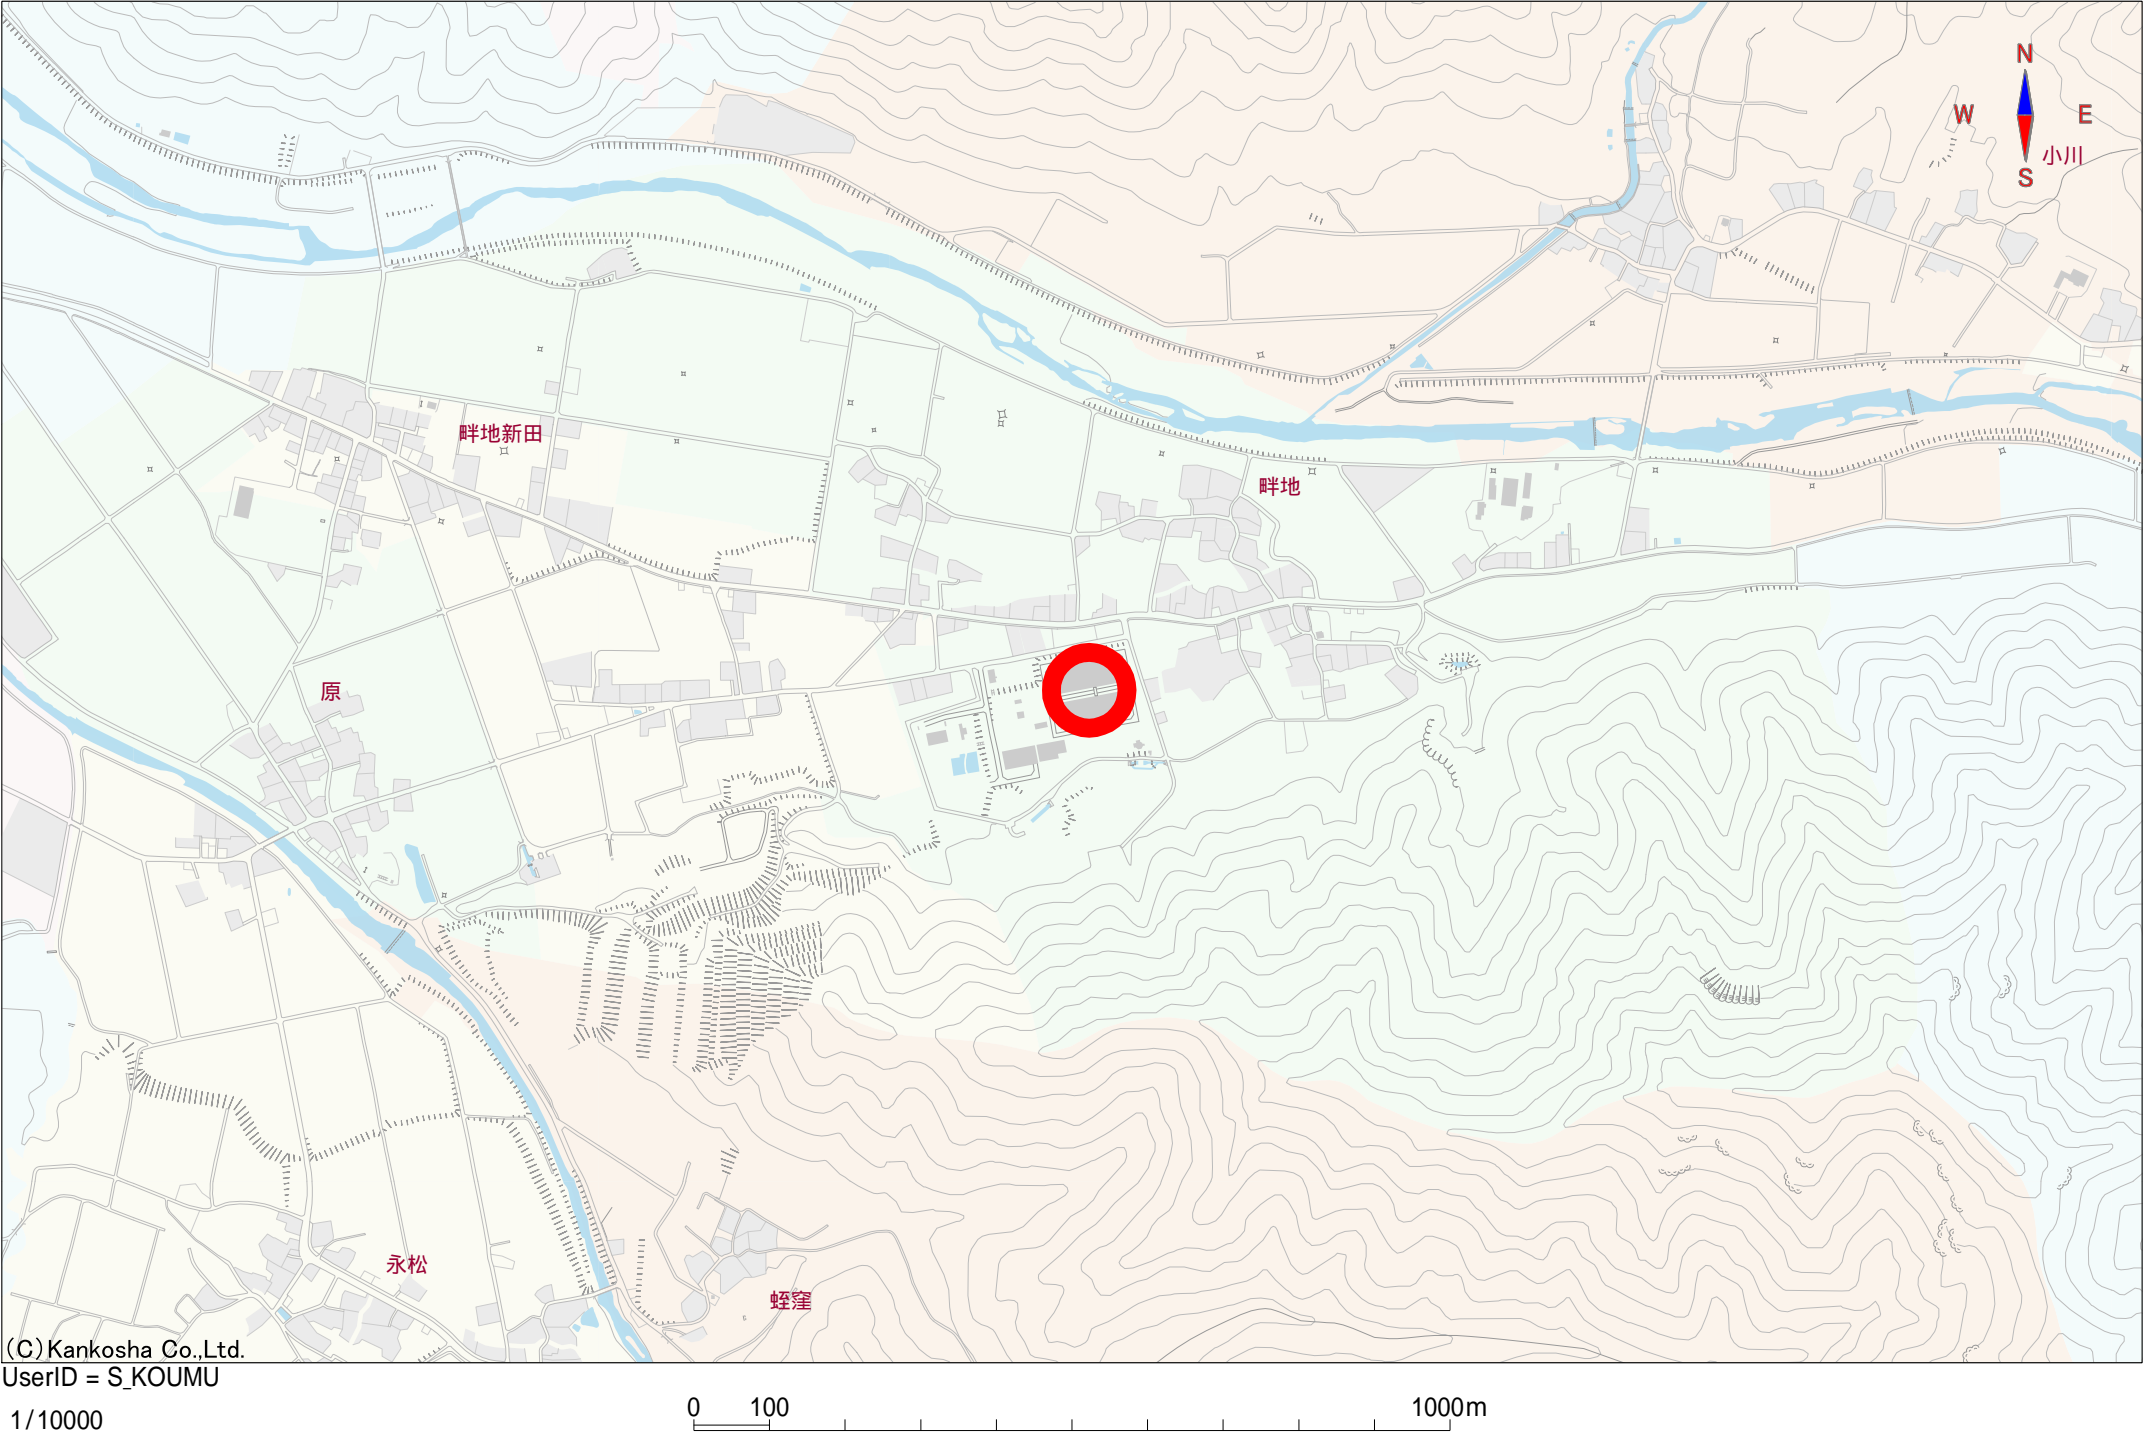 N
W
E
S
小川
畔地新田
畔地
原
永松
蛭窪
(C)Kankosha Co.,Ltd.
UserID = S_KOUMU
1/10000
0
100
1000m